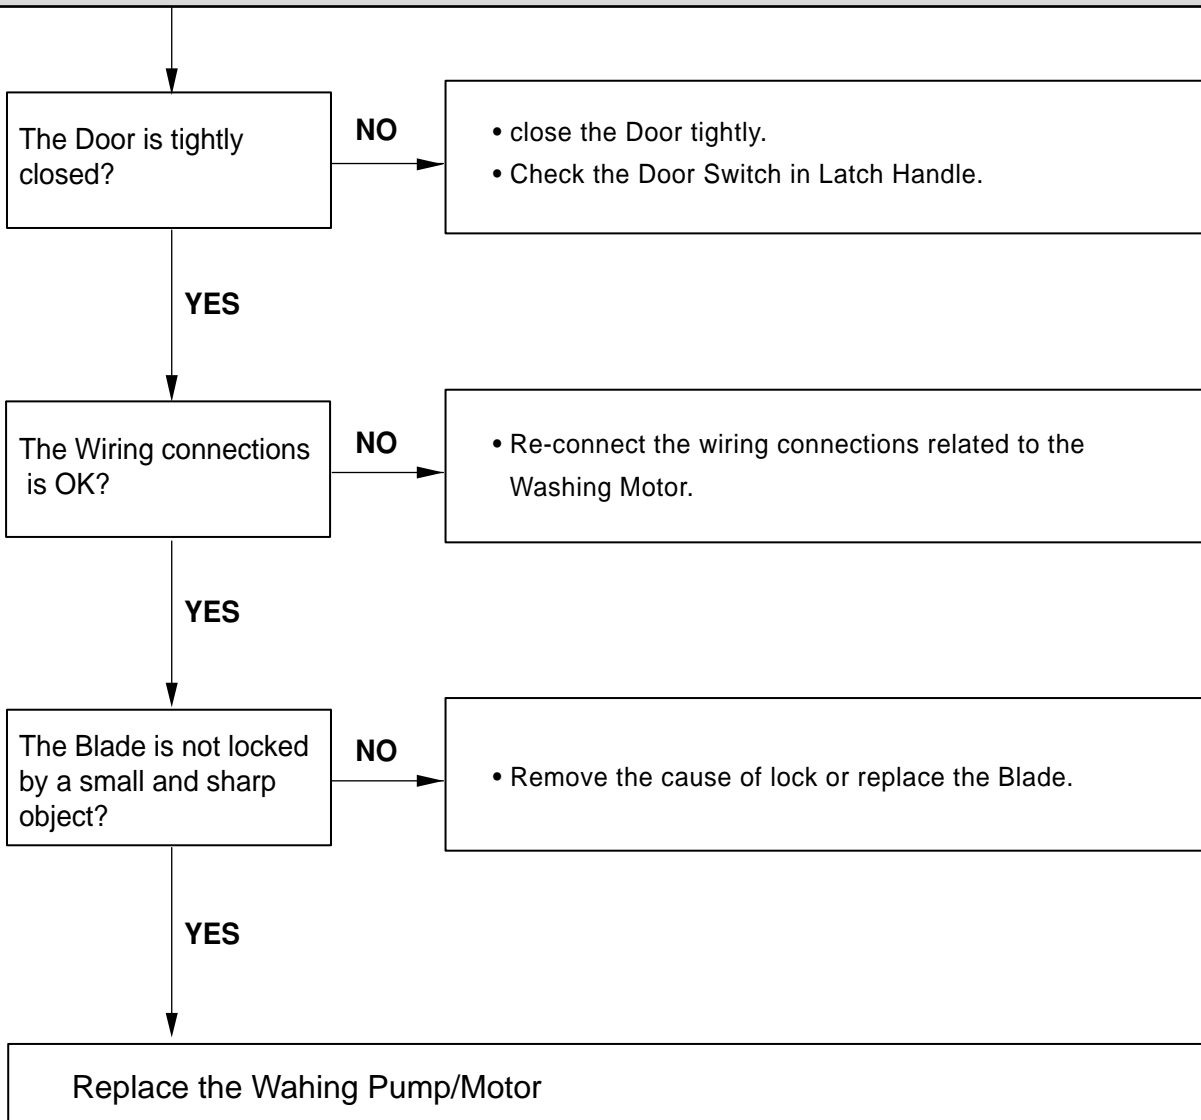 The Door is tightly
closed?
NO
• close the Door tightly.
• Check the Door Switch in Latch Handle.
YES
The Wiring connections
is OK?
NO
• Re-connect the wiring connections related to the
Washing Motor.
YES
The Blade is not locked
by a small and sharp
object?
NO
• Remove the cause of lock or replace the Blade.
YES
Replace the Wahing Pump/Motor